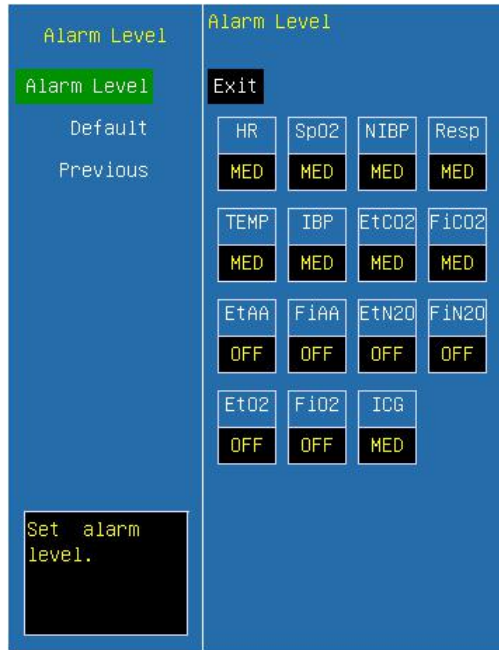 Alarm Level
Alarm Level
Default
Previous
Set alarm
level.
Alarm Level
Exit
HR SpO2 NIBP Resp
MED MED MED MED
TEMP IBP EtCO2 FiCO2
MED MED MED MED
EtAA FiAA EtN2O FiN2O
OFF OFF OFF OFF
EtO2 FiO2 ICG
OFF OFF MED